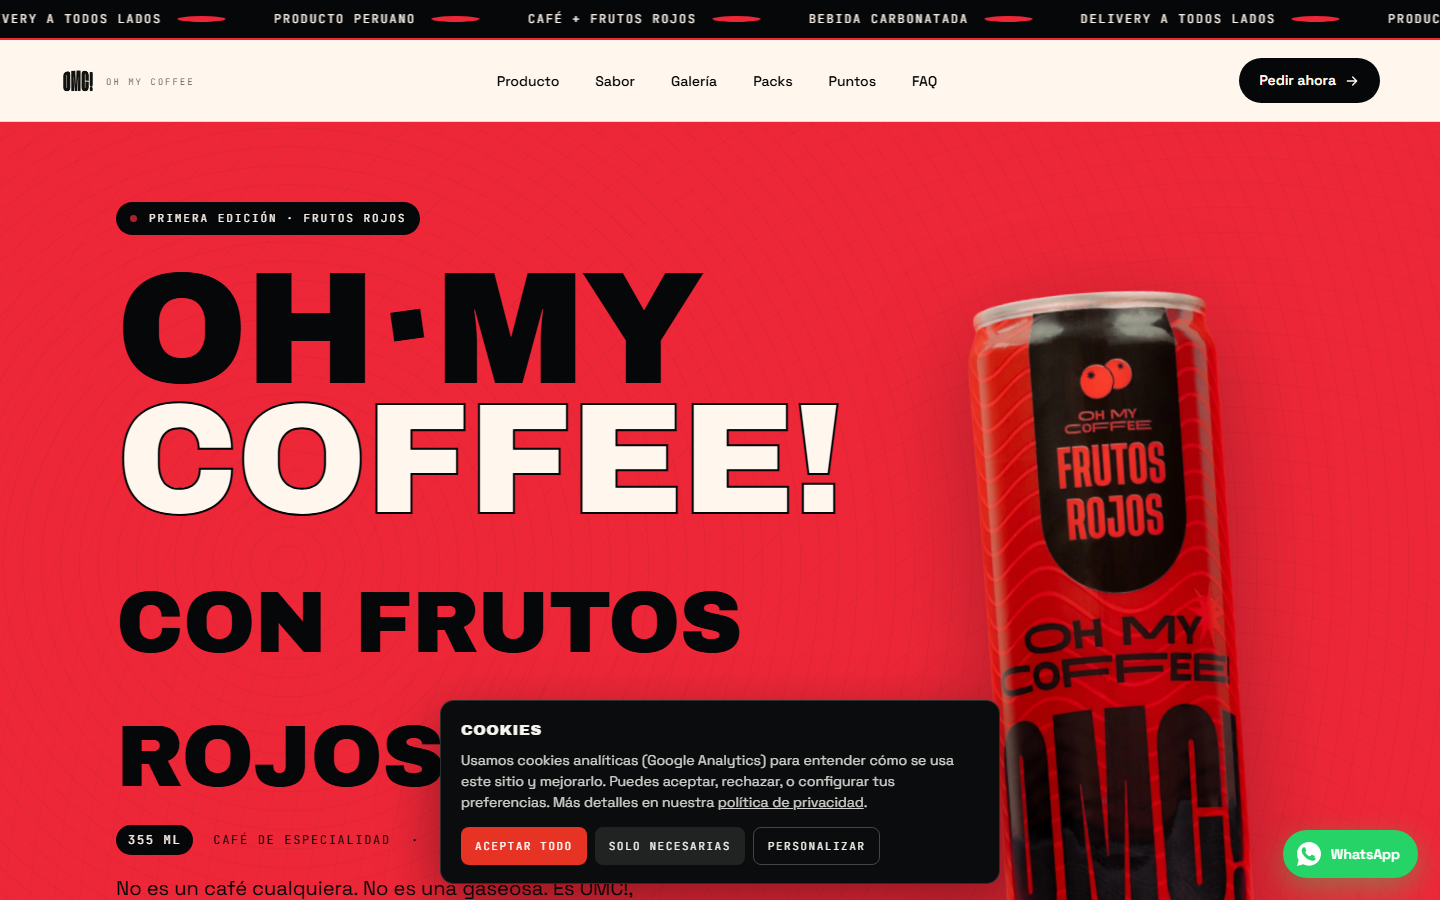 VERY A TODOS LADOS PRODUCTO PERUANO CAFÉ + FRUTOS ROJOS BEBIDA CARBONATADA DELIVERY A TODOS LADOS PRODUC
OMC! OH MY COFFEE
Producto Sabor Galería Packs Puntos FAQ
Pedir ahora →
PRIMERA EDICIÓN · FRUTOS ROJOS
OH·MY
COFFEE!
CON FRUTOS
ROJOS
355 ML CAFÉ DE ESPECIALIDAD ·
No es un café cualquiera. No es una gaseosa. Es OMC!,
OH MY
COFFEE
FRUTOS
ROJOS
OH MY
COFFEE
OMC!
COOKIES
Usamos cookies analíticas (Google Analytics) para entender cómo se usa
este sitio y mejorarlo. Puedes aceptar, rechazar, o configurar tus
preferencias. Más detalles en nuestra política de privacidad.
ACEPTAR TODO SOLO NECESARIAS PERSONALIZAR
WhatsApp